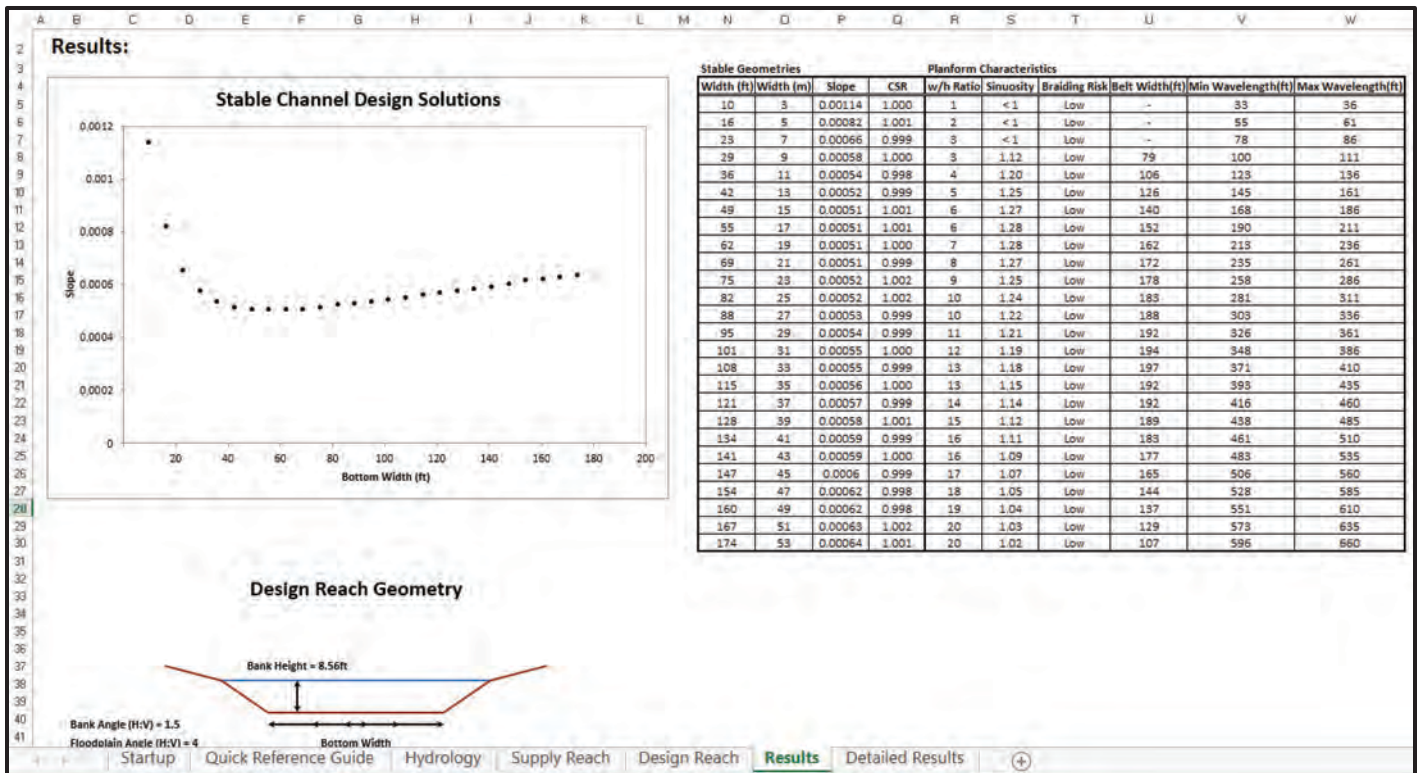 A B C D E F G H I J K L M N O P Q R S T U V W
Results:
Stable Channel Design Solutions
0.0012
0.001
0.0008
0.0006
0.0004
0.0002
0
Slope
20 40 60 80 100 120 140 160 180 200
Bottom Width (ft)
Stable Geometries Planform Characteristics
Width (ft) Width (m) Slope CSR w/h Ratio Sinuosity Braiding Risk Belt Width(ft) Min Wavelength(ft) Max Wavelength(ft)
10 3 0.00114 1.000 1 <1 Low - 33 36
16 5 0.00082 1.001 2 <1 Low - 55 61
23 7 0.00066 0.999 3 <1 Low - 78 86
29 9 0.00058 1.000 3 1.12 Low 79 100 111
36 11 0.00054 0.998 4 1.20 Low 106 123 136
42 13 0.00052 0.999 5 1.25 Low 126 145 161
49 15 0.00051 1.001 6 1.27 Low 140 168 186
55 17 0.00051 1.001 6 1.28 Low 152 190 211
62 19 0.00051 1.000 7 1.28 Low 162 213 236
69 21 0.00051 0.999 8 1.27 Low 172 235 261
75 23 0.00052 1.002 9 1.25 Low 178 258 286
82 25 0.00052 1.002 10 1.24 Low 183 281 311
88 27 0.00053 0.999 10 1.22 Low 188 303 336
95 29 0.00054 0.999 11 1.21 Low 192 326 361
101 31 0.00055 1.000 12 1.19 Low 194 348 386
108 33 0.00055 0.999 13 1.18 Low 197 371 410
115 35 0.00056 1.000 13 1.15 Low 192 393 435
121 37 0.00057 0.999 14 1.14 Low 192 416 460
128 39 0.00058 1.001 15 1.12 Low 189 438 485
134 41 0.00059 0.999 16 1.11 Low 183 461 510
141 43 0.00059 1.000 16 1.09 Low 177 483 535
147 45 0.0006 0.999 17 1.07 Low 165 506 560
154 47 0.00062 0.998 18 1.05 Low 144 528 585
160 49 0.00062 0.998 19 1.04 Low 137 551 610
167 51 0.00063 1.002 20 1.03 Low 129 573 635
174 53 0.00064 1.001 20 1.02 Low 107 596 660
Design Reach Geometry
Bank Height = 8.56ft
Bank Angle (H:V) = 1.5
Floodplain Angle (H:V) = 4
Bottom Width
2
3
4
5
6
7
8
9
10
11
12
13
14
15
16
17
18
19
20
21
22
23
24
25
26
27
28
29
30
31
32
33
34
35
36
37
38
39
40
41
Startup Quick Reference Guide Hydrology Supply Reach Design Reach Results Detailed Results